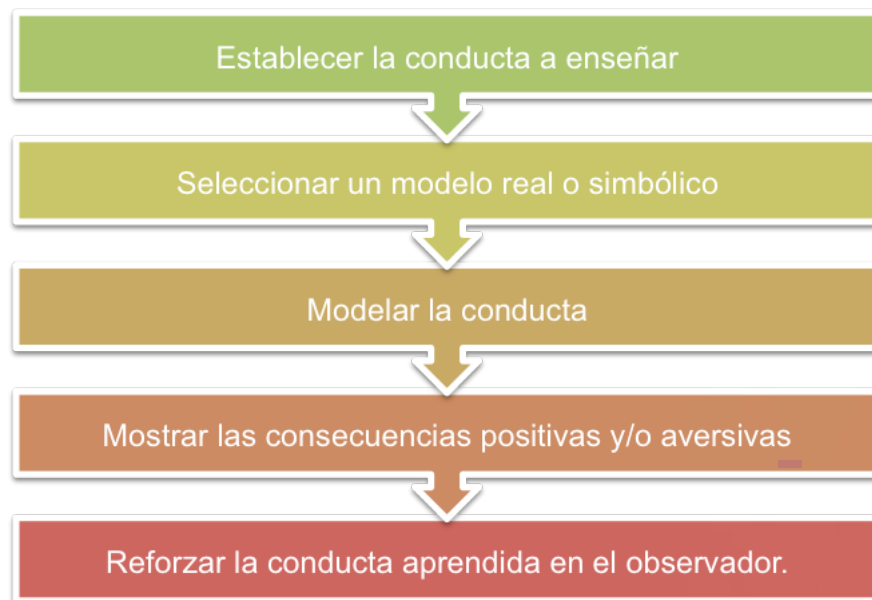 Establecer la conducta a enseñar
Seleccionar un modelo real o simbólico
Modelar la conducta
Mostrar las consecuencias positivas y/o aversivas
Reforzar la conducta aprendida en el observador.